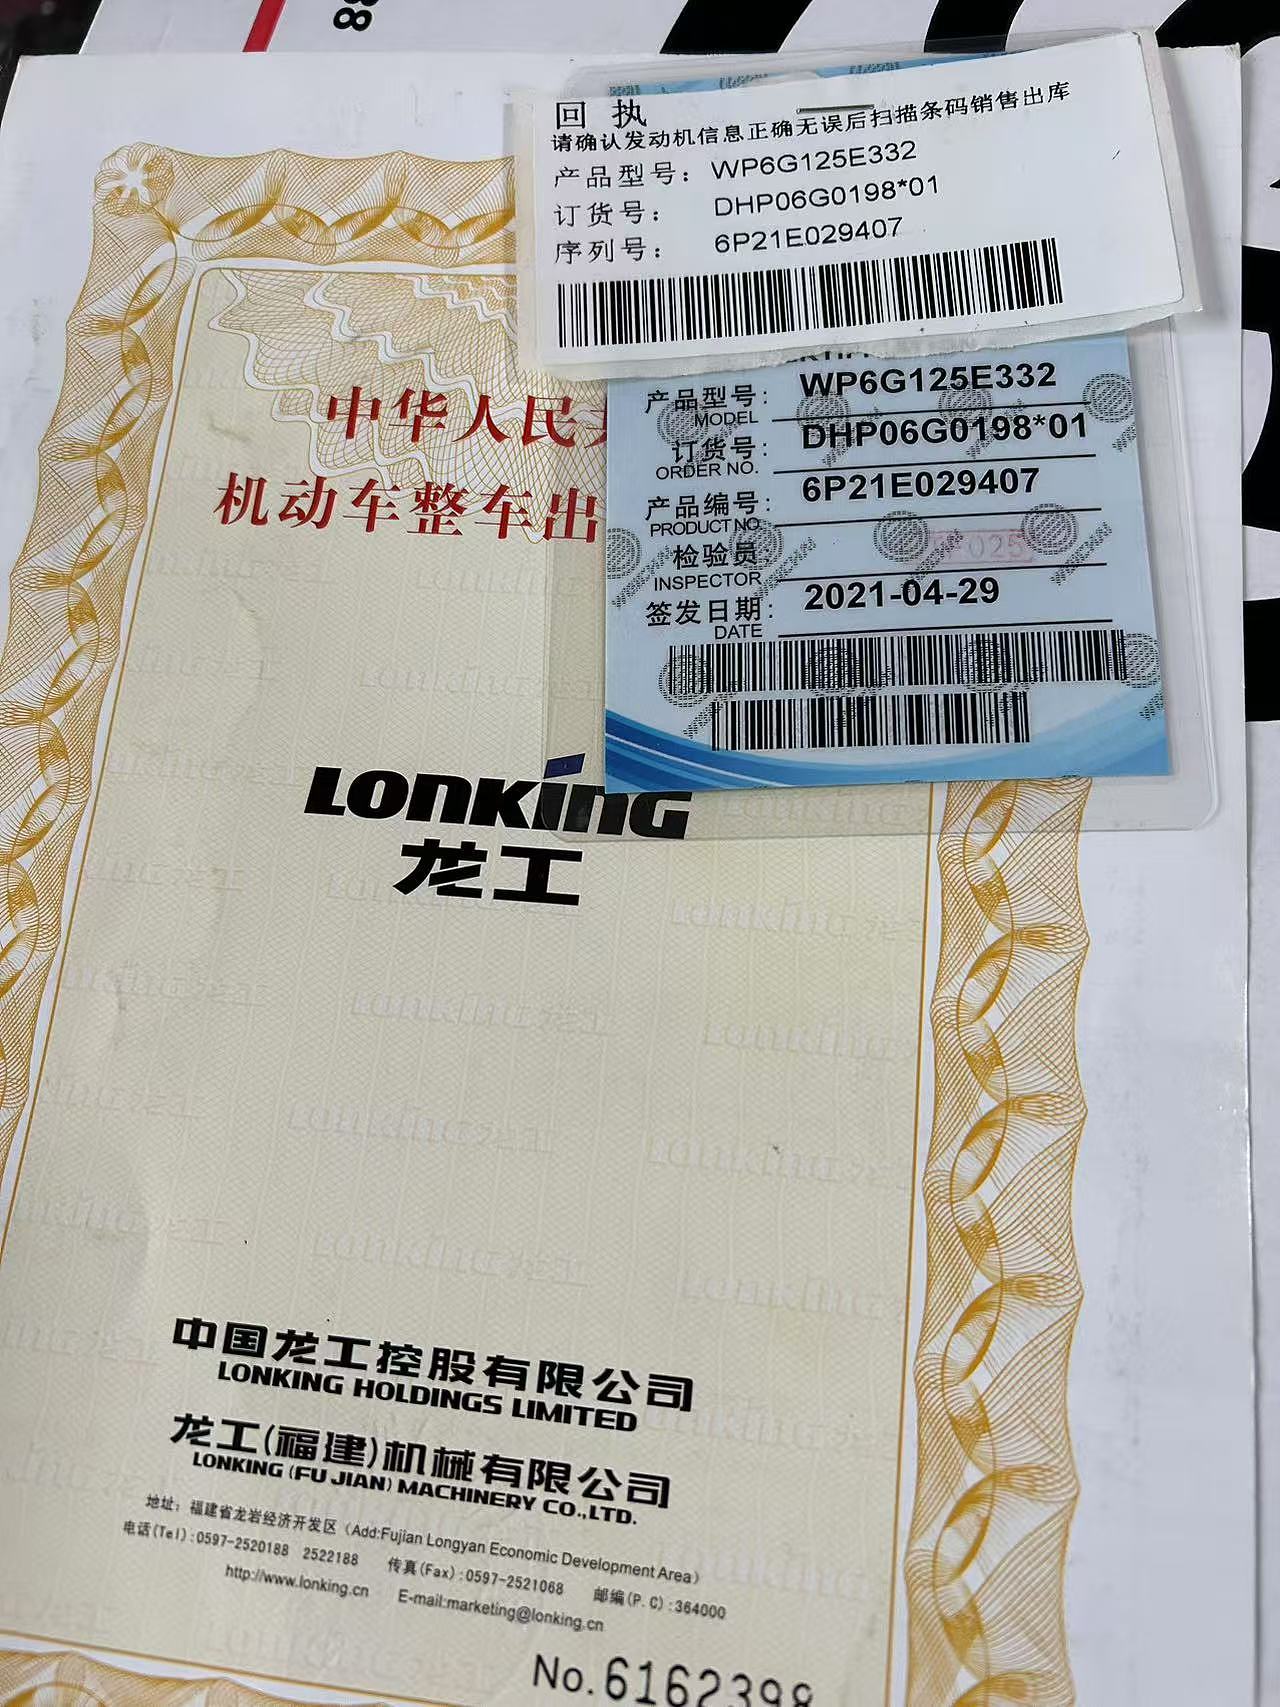 88
回 执
请确认发动机信息正确无误后扫描条码销售出库
产品型号: WP6G125E332
订货号: DHP06G0198*01
序列号: 6P21E029407
产品型号: WP6G125E332
MODEL
订货号: DHP06G0198*01
ORDER NO.
产品编号: 6P21E029407
PRODUCT NO.
检验员:
INSPECTOR
025
签发日期: 2021-04-29
DATE
中华人民
机动车整车出
LONKING
龙工
中国龙工控股有限公司
LONKING HOLDINGS LIMITED
龙工(福建)机械有限公司
LONKING (FUJIAN) MACHINERY CO.,LTD.
地址: 福建省龙岩经济开发区 (Add:Fujian Longyan Economic Development Area)
电话(Tel):0597-2520188 2522188 传真(Fax):0597-2521068 邮编(P.C):364000
http://www.lonking.cn E-mail:marketing@lonking.cn
No.6162398